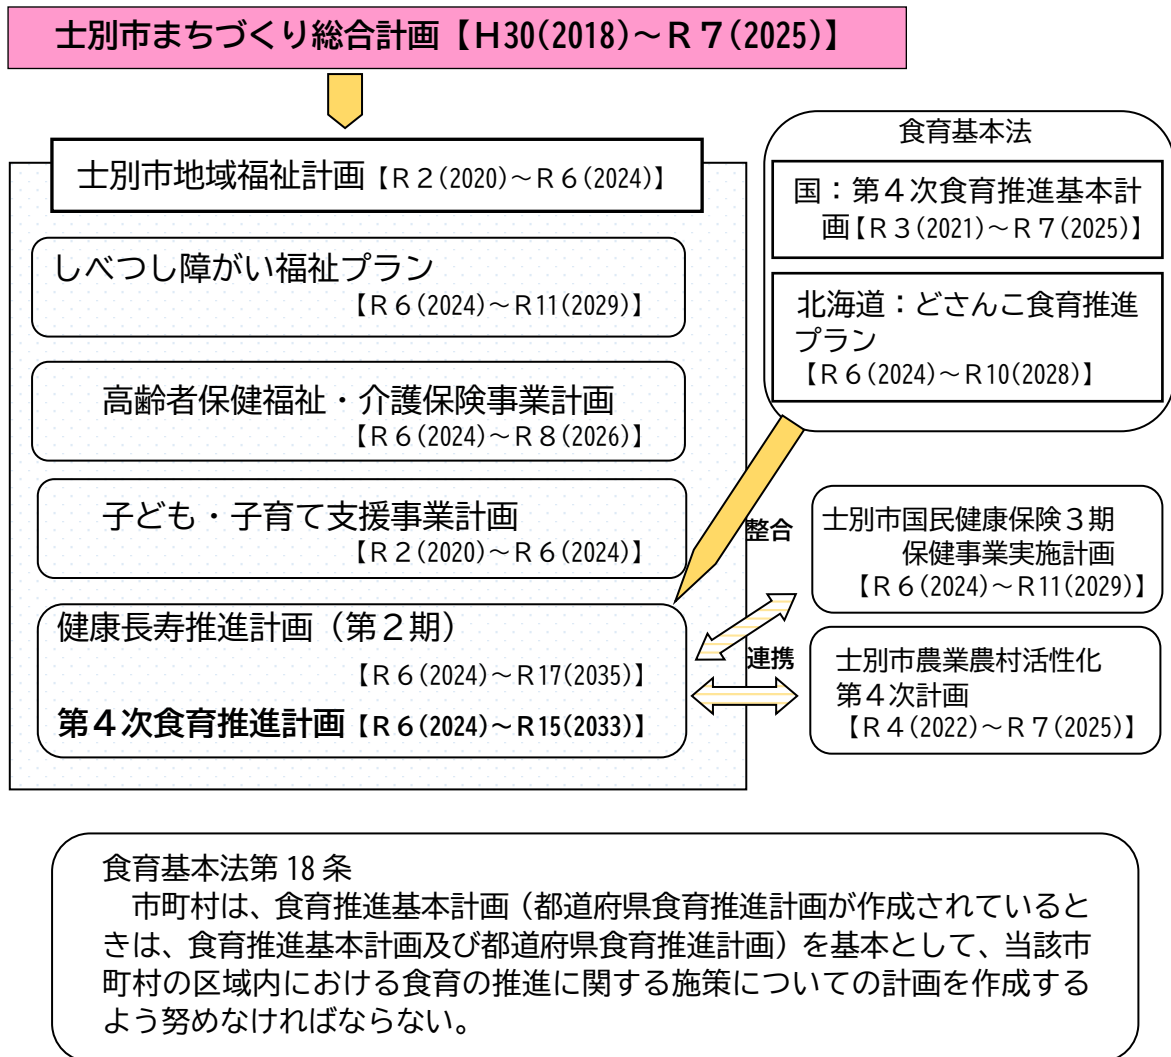 士別市まちづくり総合計画【H30(2018)～R７(2025)】
士別市地域福祉計画【R２(2020)～R６(2024)】
しべつし障がい福祉プラン
【R６(2024)～R11(2029)】
高齢者保健福祉・介護保険事業計画
【R６(2024)～R８(2026)】
子ども・子育て支援事業計画
【R２(2020)～R６(2024)】
健康長寿推進計画（第２期）
【R６(2024)～R17(2035)】
第４次食育推進計画【R６(2024)～R15(2033)】
食育基本法
国：第４次食育推進基本計
画【R３(2021)～R７(2025)】
北海道：どさんこ食育推進
プラン
【R６(2024)～R10(2028)】
整合
士別市国民健康保険３期
保健事業実施計画
【R６(2024)～R11(2029)】
連携
士別市農業農村活性化
第４次計画
【R４(2022)～R７(2025)】
食育基本法第 18 条
市町村は、食育推進基本計画（都道府県食育推進計画が作成されていると
きは、食育推進基本計画及び都道府県食育推進計画）を基本として、当該市
町村の区域内における食育の推進に関する施策についての計画を作成する
よう努めなければならない。